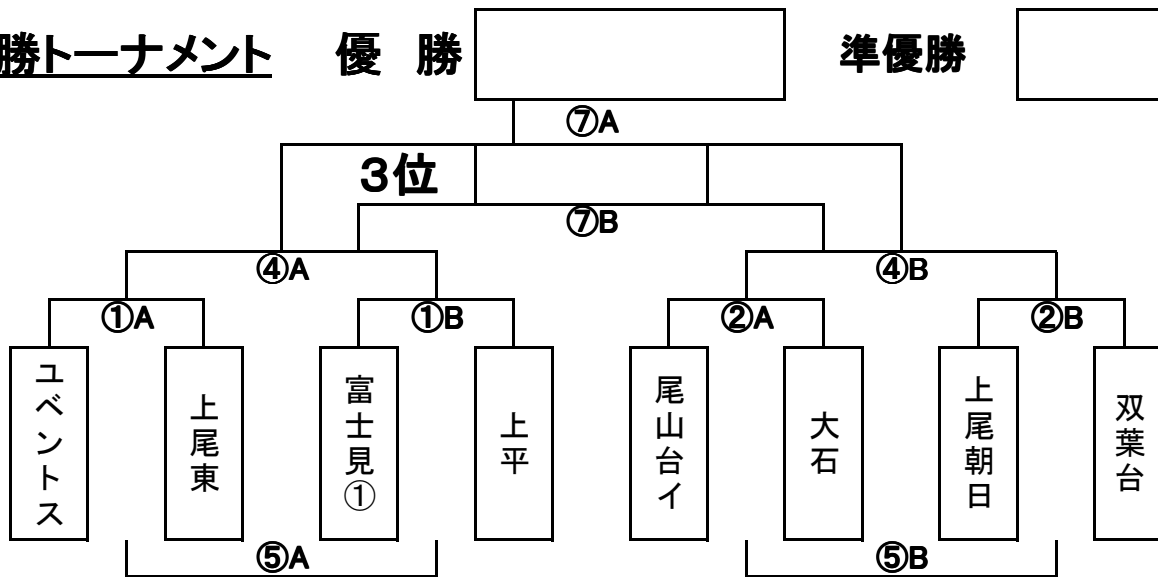 勝トーナメント 優 勝 準優勝
⑦A
3位
⑦B
④A ④B
①A ①B ②A ②B
ユベントス
上尾東
富士見①
上平
尾山台イ
大石
上尾朝日
双葉台
⑤A ⑤B